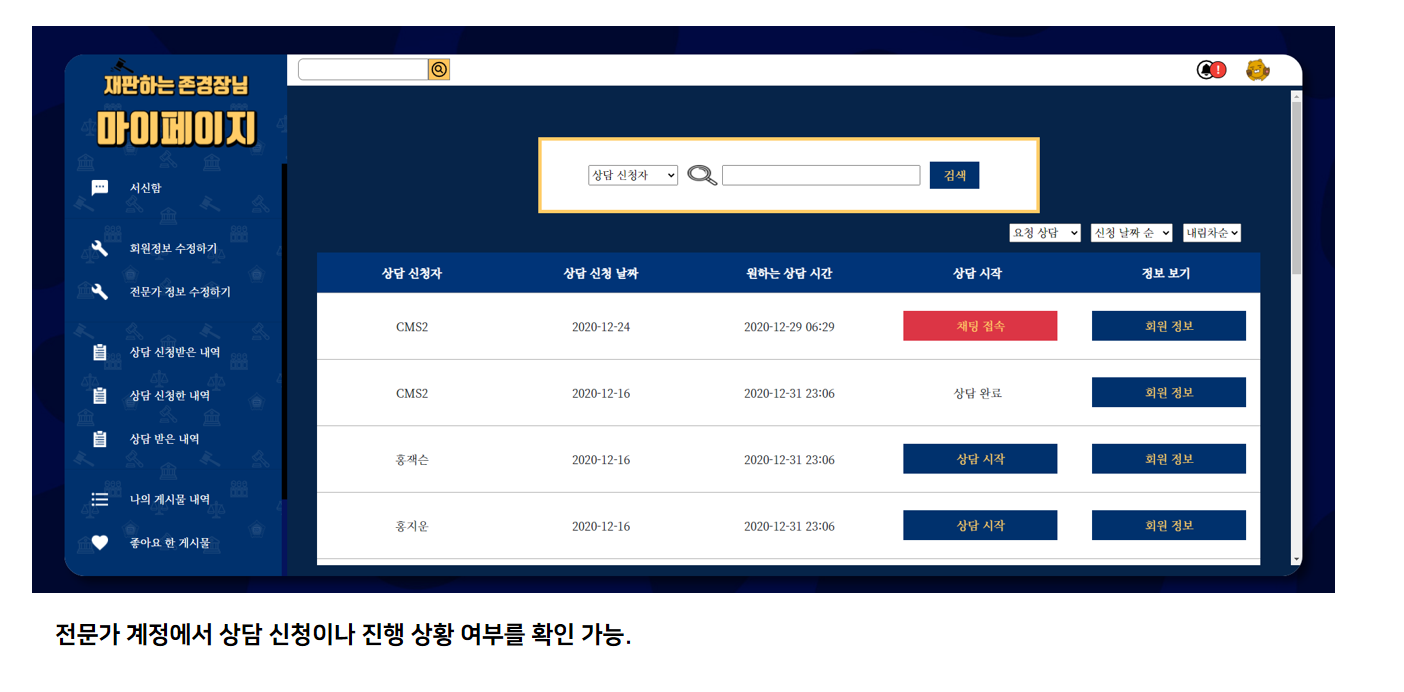 재판하는 존경장님
마이페이지
서신함
회원정보 수정하기
전문가 정보 수정하기
상담 신청받은 내역
상담 신청한 내역
상담 받은 내역
나의 게시물 내역
좋아요 한 게시물
!
상담 신청자 검색
요청 상담 신청 날짜 순 내림차순
상담 신청자 상담 신청 날짜 원하는 상담 시간 상담 시작 정보 보기
CMS2 2020-12-24 2020-12-29 06:29 채팅 접속 회원 정보
CMS2 2020-12-16 2020-12-31 23:06 상담 완료 회원 정보
홍잭슨 2020-12-16 2020-12-31 23:06 상담 시작 회원 정보
홍지운 2020-12-16 2020-12-31 23:06 상담 시작 회원 정보
전문가 계정에서 상담 신청이나 진행 상황 여부를 확인 가능.